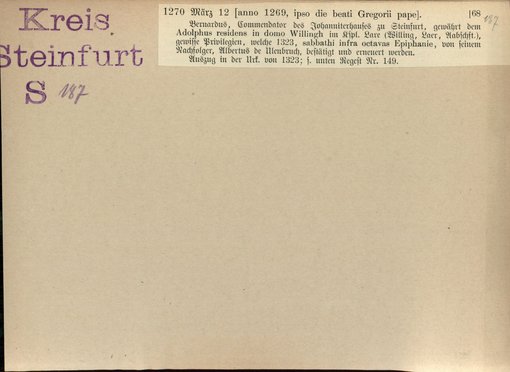 Kreis
Steinfurt
S 187
1270 März 12 [anno 1269, ipso die beati Gregorii pape]. [68
187
Bernardus, Commendator des Johanniterhauses zu Steinfurt, gewährt dem
Adolphus residens in domo Willingh im Kspl. Lare (Willing, Laer, Aabschft.),
gewisse Privilegien, welche 1323, sabbathi infra octavas Epiphanie, von seinem
Nachfolger, Albertus de Ulenbruch, bestätigt und erneuert werden.
Auszug in der Urk. von 1323; s. unten Regest Nr. 149.